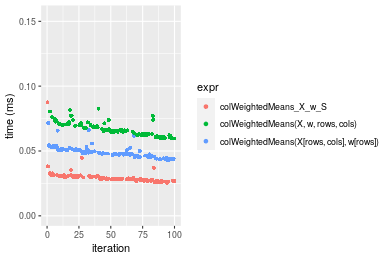 0.15
0.10
0.05
0.00
0
25
50
75
100
time (ms)
iteration
expr
colWeightedMeans_X_w_S
colWeightedMeans(X, w, rows, cols)
colWeightedMeans(X[rows, cols], w[rows])